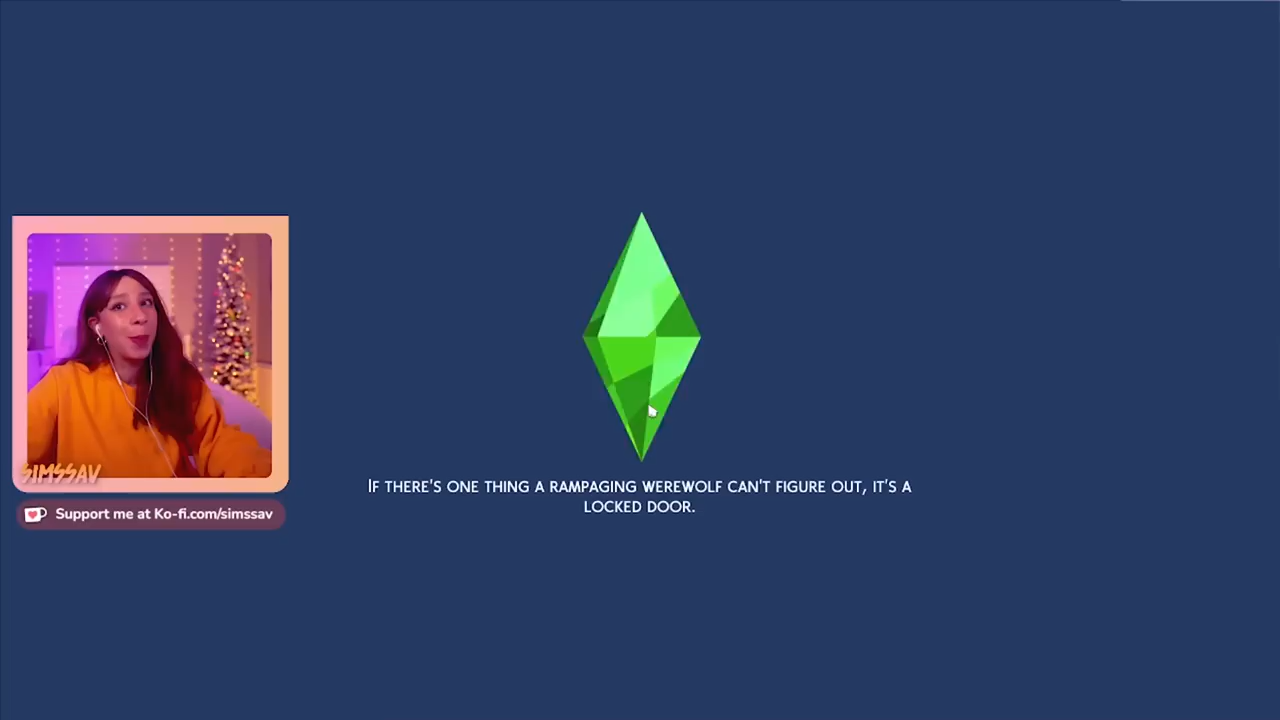 SIMSSAV
Support me at Ko-fi.com/simssav
IF THERE'S ONE THING A RAMPAGING WEREWOLF CAN'T FIGURE OUT, IT'S A
LOCKED DOOR.